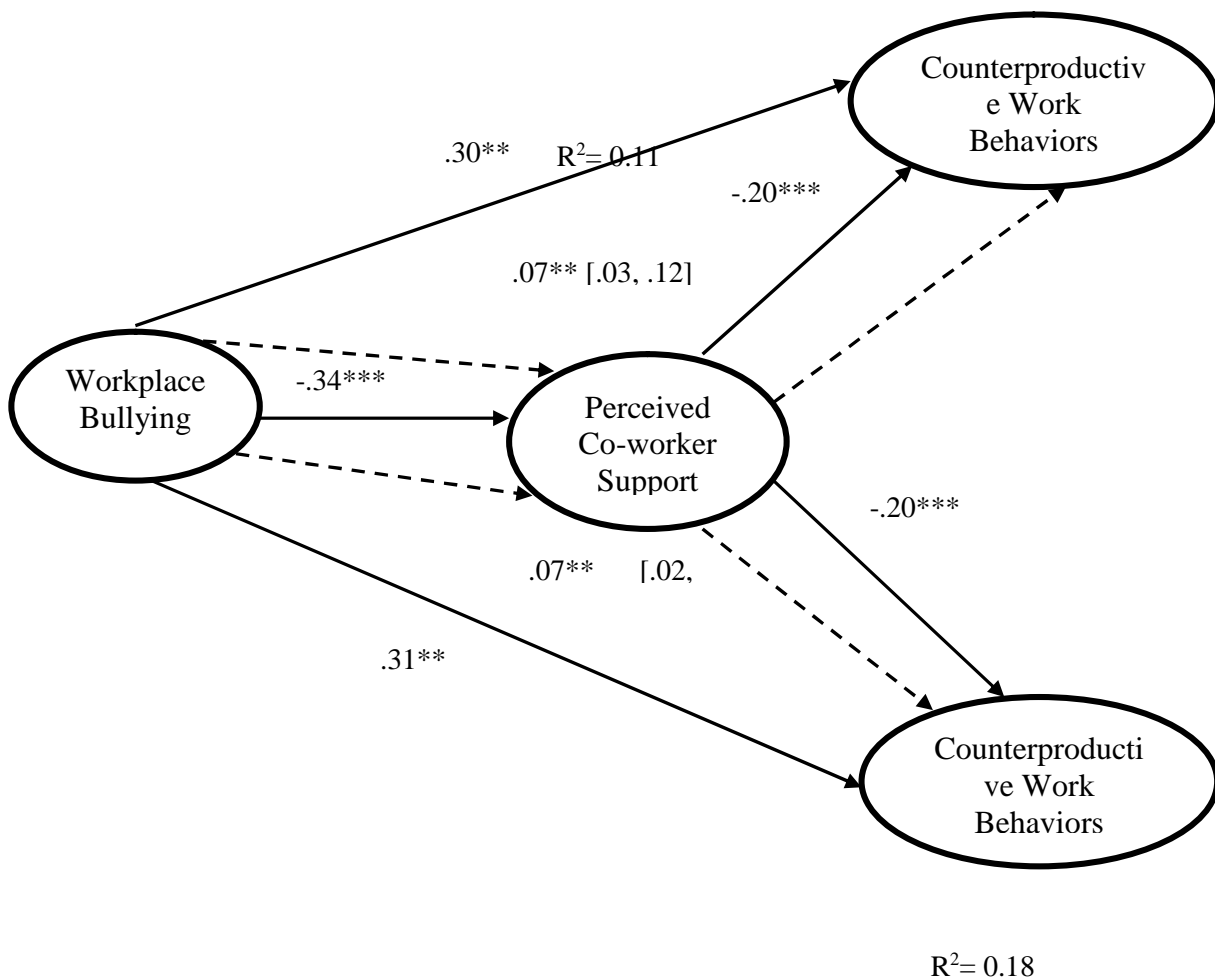 Counterproductiv
e Work
Behaviors
.30**
R²= 0.11
-.20***
.07** [.03, .12]
Workplace
Bullying
-.34***
Perceived
Co-worker
Support
-.20***
.07** [.02,
.31**
Counterproducti
ve Work
Behaviors
R²= 0.18